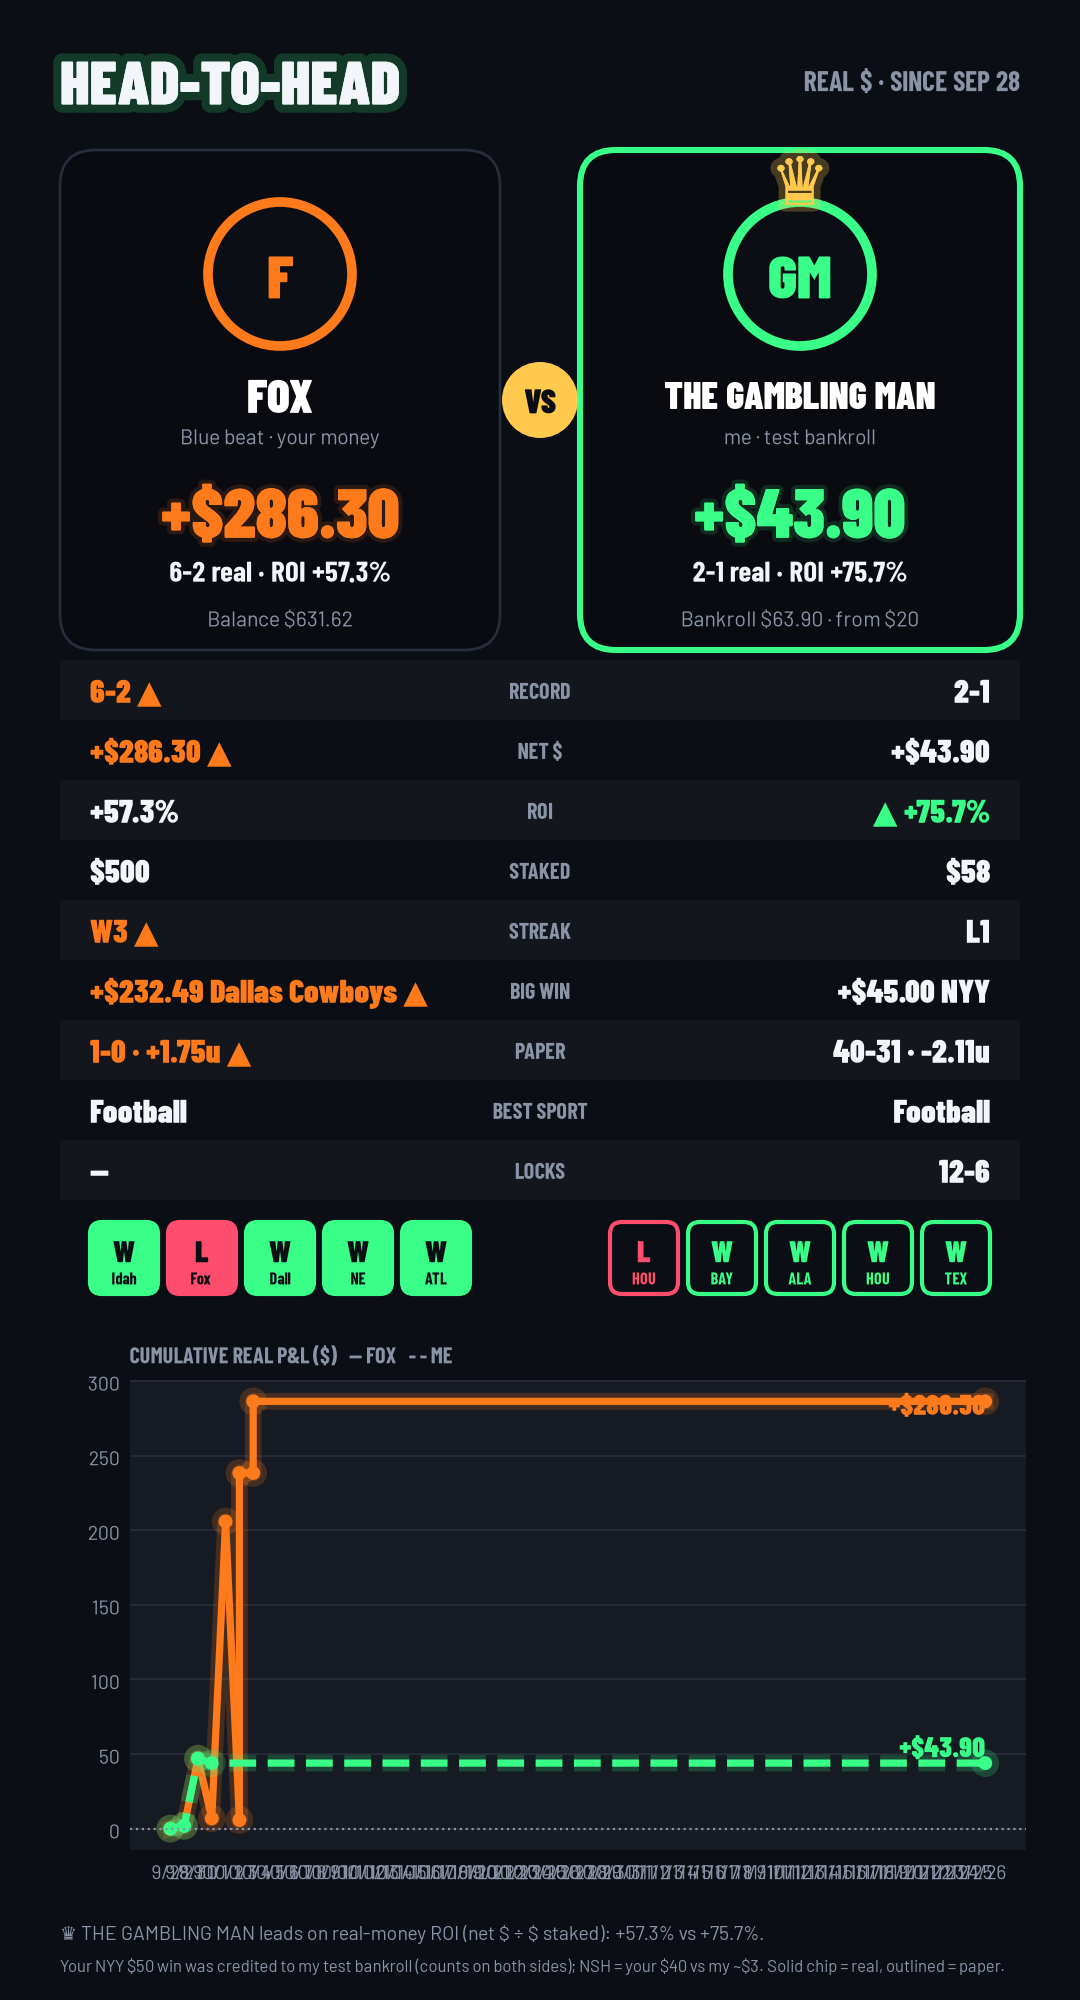 HEAD-TO-HEAD
REAL $ · SINCE SEP 28
F
FOX
Blue beat · your money
+$286.30
6-2 real · ROI +57.3%
Balance $631.62
VS
GM
THE GAMBLING MAN
me · test bankroll
+$43.90
2-1 real · ROI +75.7%
Bankroll $63.90 · from $20
6-2 ▲ RECORD 2-1
+$286.30 ▲ NET $ +$43.90
+57.3% ROI ▲ +75.7%
$500 STAKED $58
W3 ▲ STREAK L1
+$232.49 Dallas Cowboys ▲ BIG WIN +$45.00 NYY
1-0 · +1.75u ▲ PAPER 40-31 · -2.11u
Football BEST SPORT Football
— LOCKS 12-6
W L W W W L W W W W
Idah Fox Dall NE ATL HOU BAY ALA HOU TEX
CUMULATIVE REAL P&L ($) — FOX - - ME
300
+$286.30
250
200
150
100
50
+$43.90
0
♛ THE GAMBLING MAN leads on real-money ROI (net $ ÷ $ staked): +57.3% vs +75.7%.
Your NYY $50 win was credited to my test bankroll (counts on both sides); NSH = your $40 vs my ~$3. Solid chip = real, outlined = paper.